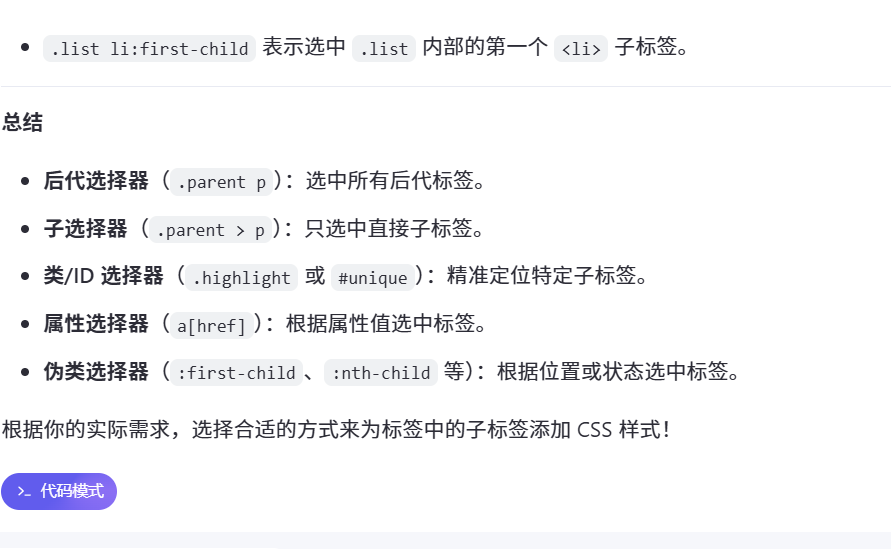 .list li:first-child 表示选中 .list 内部的第一个 <li> 子标签。
总结
后代选择器（.parent p）：选中所有后代标签。
子选择器（.parent > p）：只选中直接子标签。
类/ID 选择器（.highlight 或 #unique）：精准定位特定子标签。
属性选择器（a[href]）：根据属性值选中标签。
伪类选择器（:first-child、:nth-child 等）：根据位置或状态选中标签。
根据你的实际需求，选择合适的方式来为标签中的子标签添加 CSS 样式！
>_ 代码模式